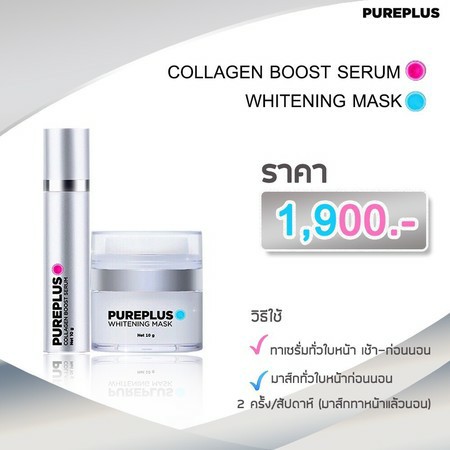 PUREPLUS
COLLAGEN BOOST SERUM
WHITENING MASK
ราคา
1,900.-
PUREPLUS
COLLAGEN BOOST SERUM
Net 10 g
PUREPLUS
WHITENING MASK
Net 10 g
วิธีใช้
ทาเซรั่มทั่วใบหน้า เช้า-ก่อนนอน
มาส์กทั่วใบหน้าก่อนนอน
2 ครั้ง/สัปดาห์ (มาส์กทาหน้าแล้วนอน)